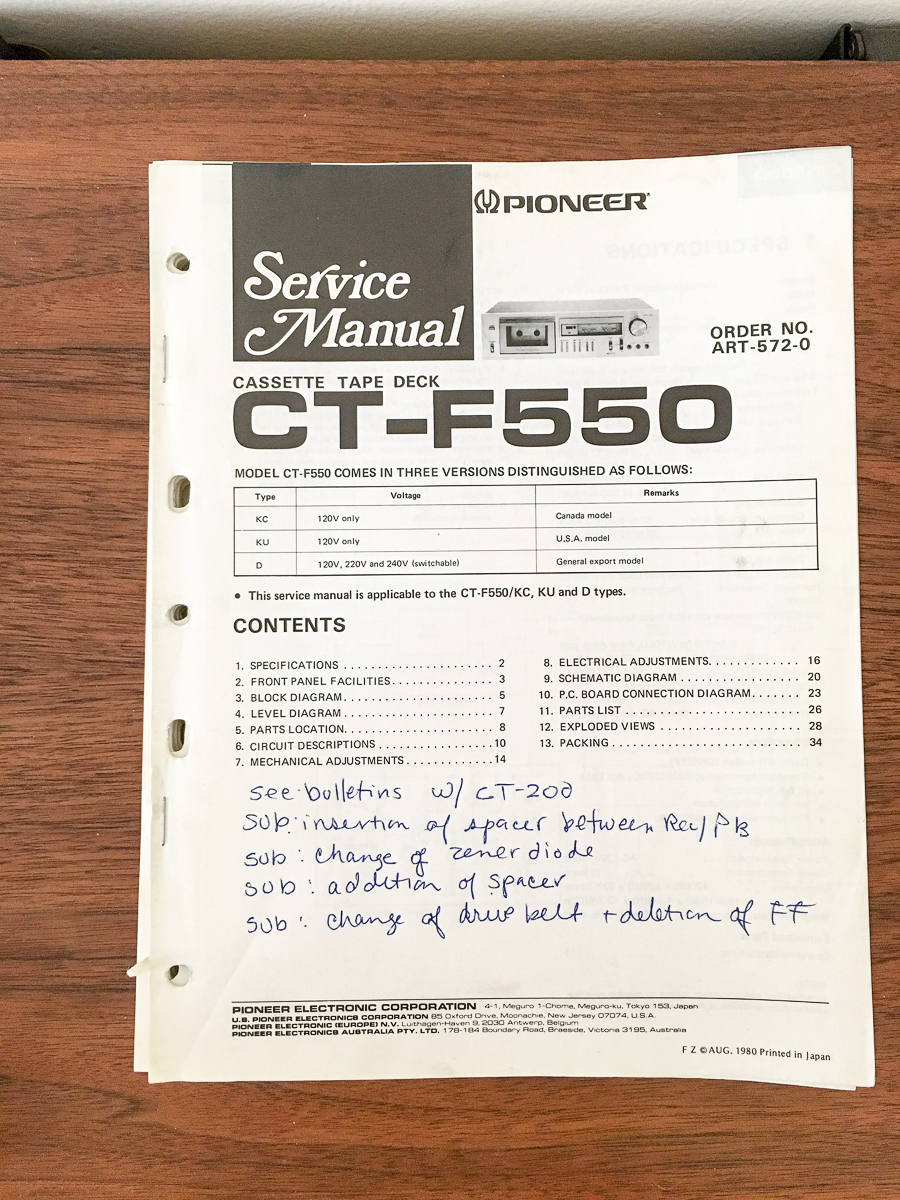 PIONEER®
Service
Manual
ORDER NO.
ART-572-0
CASSETTE TAPE DECK
CT-F550
MODEL CT-F550 COMES IN THREE VERSIONS DISTINGUISHED AS FOLLOWS:
Type Voltage Remarks
KC 120V only Canada model
KU 120V only U.S.A. model
D 120V, 220V and 240V (switchable) General export model
• This service manual is applicable to the CT-F550/KC, KU and D types.
CONTENTS
1. SPECIFICATIONS ...................... 2
2. FRONT PANEL FACILITIES............... 3
3. BLOCK DIAGRAM...................... 5
4. LEVEL DIAGRAM ...................... 7
5. PARTS LOCATION...................... 8
6. CIRCUIT DESCRIPTIONS .................10
7. MECHANICAL ADJUSTMENTS .............14
8. ELECTRICAL ADJUSTMENTS............. 16
9. SCHEMATIC DIAGRAM .................. 20
10. P.C. BOARD CONNECTION DIAGRAM....... 23
11. PARTS LIST .......................... 26
12. EXPLODED VIEWS ..................... 28
13. PACKING ............................ 34
see bulletins w/ CT-200
sub: insertion of spacer between Rec/PB
sub: change of zener diode
sub: addition of spacer
sub: change of drive belt + deletion of FF
PIONEER ELECTRONIC CORPORATION 4-1, Meguro 1-Chome, Meguro-ku, Tokyo 153, Japan
U.S. PIONEER ELECTRONICS CORPORATION 85 Oxford Drive, Moonachie, New Jersey 07074, U.S.A.
PIONEER ELECTRONIC (EUROPE) N.V. Luithagen-Haven 9, 2030 Antwerp, Belgium
PIONEER ELECTRONICS AUSTRALIA PTY. LTD. 178-184 Boundary Road, Braeside, Victoria 3195, Australia
F Z © AUG. 1980 Printed in Japan